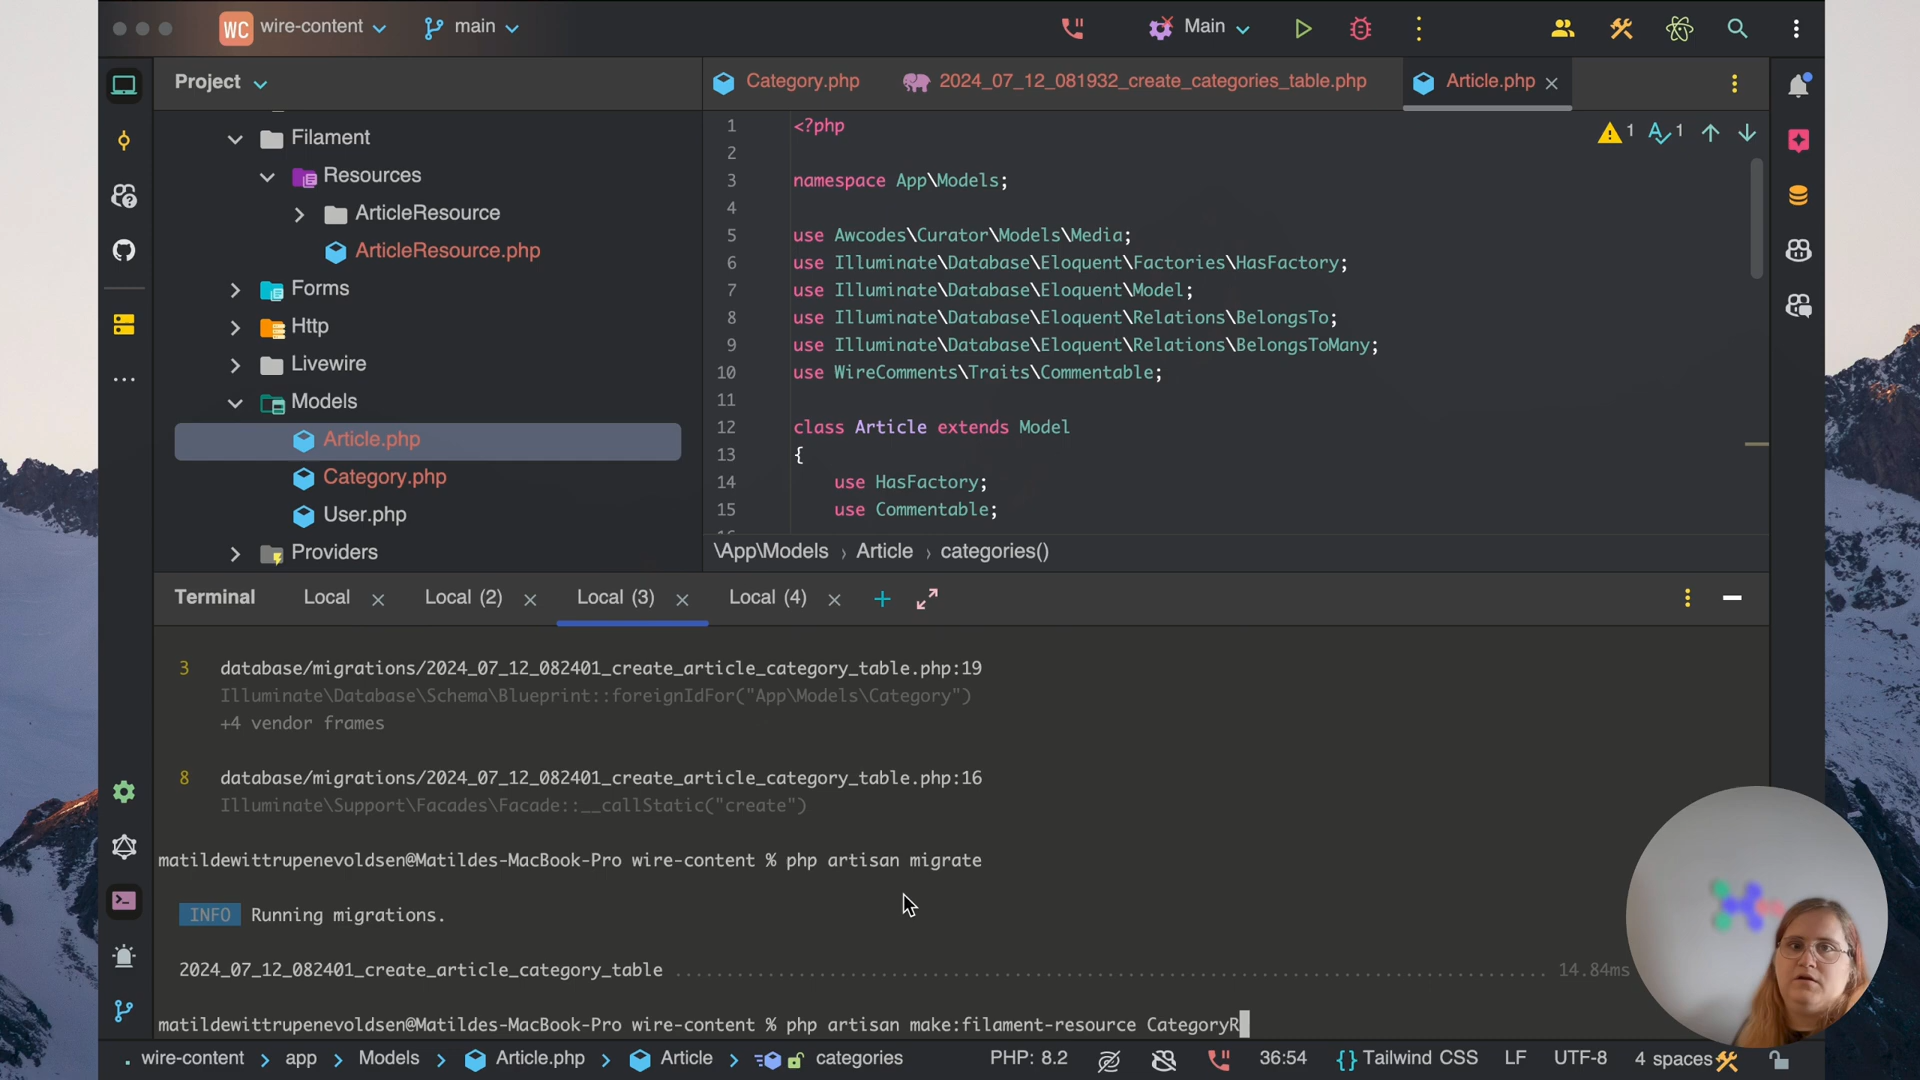 WC wire-content main Main
Project
Category.php 2024_07_12_081932_create_categories_table.php Article.php
Filament
Resources
ArticleResource
ArticleResource.php
Forms
Http
Livewire
Models
Article.php
Category.php
User.php
Providers
1 <?php
2
3 namespace App\Models;
4
5 use Awcodes\Curator\Models\Media;
6 use Illuminate\Database\Eloquent\Factories\HasFactory;
7 use Illuminate\Database\Eloquent\Model;
8 use Illuminate\Database\Eloquent\Relations\BelongsTo;
9 use Illuminate\Database\Eloquent\Relations\BelongsToMany;
10 use WireComments\Traits\Commentable;
11
12 class Article extends Model
13 {
14 use HasFactory;
15 use Commentable;
1 1
\App\Models › Article › categories()
Terminal Local Local (2) Local (3) Local (4)
3 database/migrations/2024_07_12_082401_create_article_category_table.php:19
Illuminate\Database\Schema\Blueprint::foreignIdFor("App\Models\Category")
+4 vendor frames
8 database/migrations/2024_07_12_082401_create_article_category_table.php:16
Illuminate\Support\Facades\Facade::__callStatic("create")
matildewittrupenevoldsen@Matildes-MacBook-Pro wire-content % php artisan migrate
INFO Running migrations.
2024_07_12_082401_create_article_category_table 14.84ms
matildewittrupenevoldsen@Matildes-MacBook-Pro wire-content % php artisan make:filament-resource CategoryR
wire-content › app › Models › Article.php › Article › categories PHP: 8.2 36:54 {} Tailwind CSS LF UTF-8 4 spaces